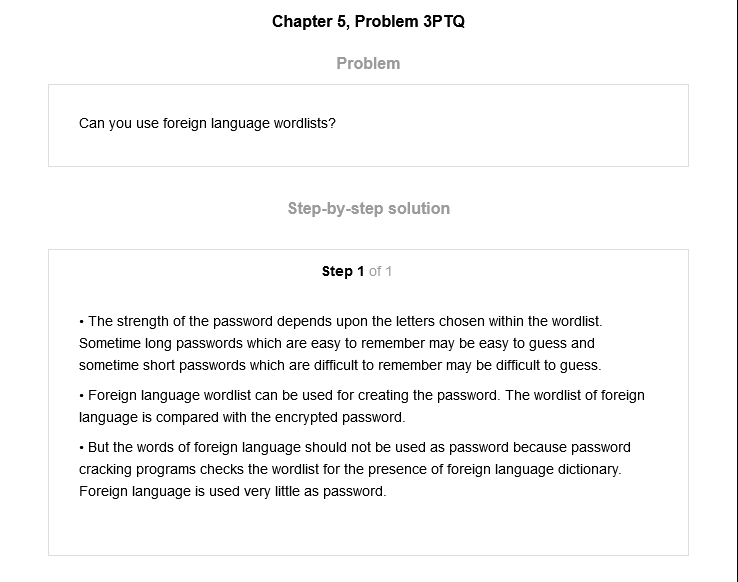 Chapter 5, Problem 3PTQ
Problem
Can you use foreign language wordlists?
Step-by-step solution
Step 1 of 1
• The strength of the password depends upon the letters chosen within the wordlist.
Sometime long passwords which are easy to remember may be easy to guess and
sometime short passwords which are difficult to remember may be difficult to guess.
• Foreign language wordlist can be used for creating the password. The wordlist of foreign
language is compared with the encrypted password.
• But the words of foreign language should not be used as password because password
cracking programs checks the wordlist for the presence of foreign language dictionary.
Foreign language is used very little as password.